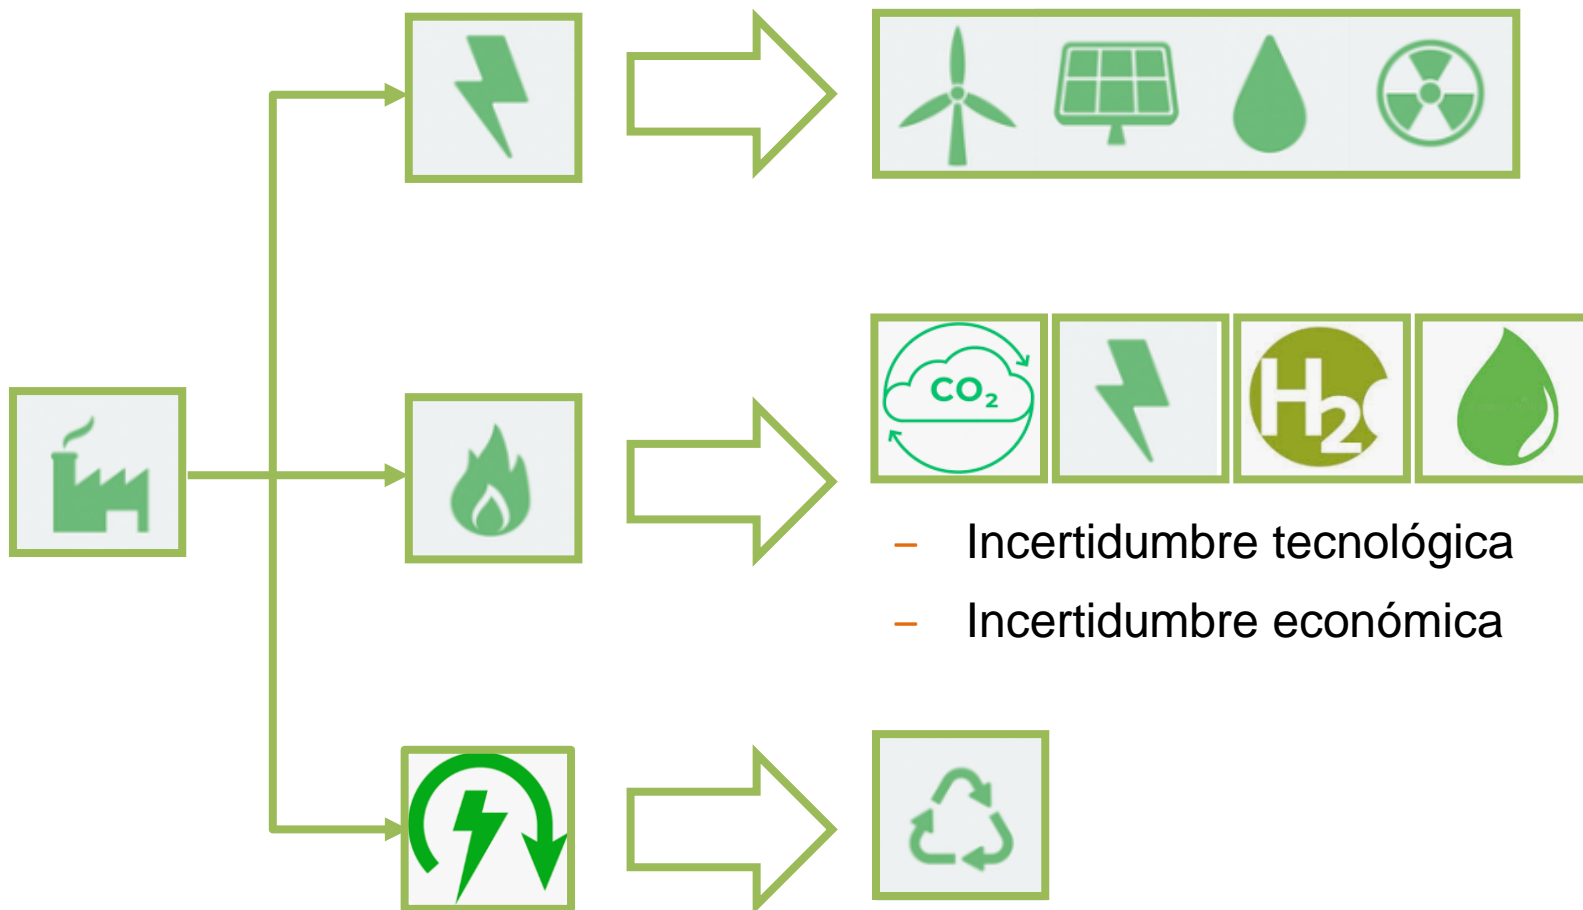 CO₂
H₂
– Incertidumbre tecnológica
– Incertidumbre económica